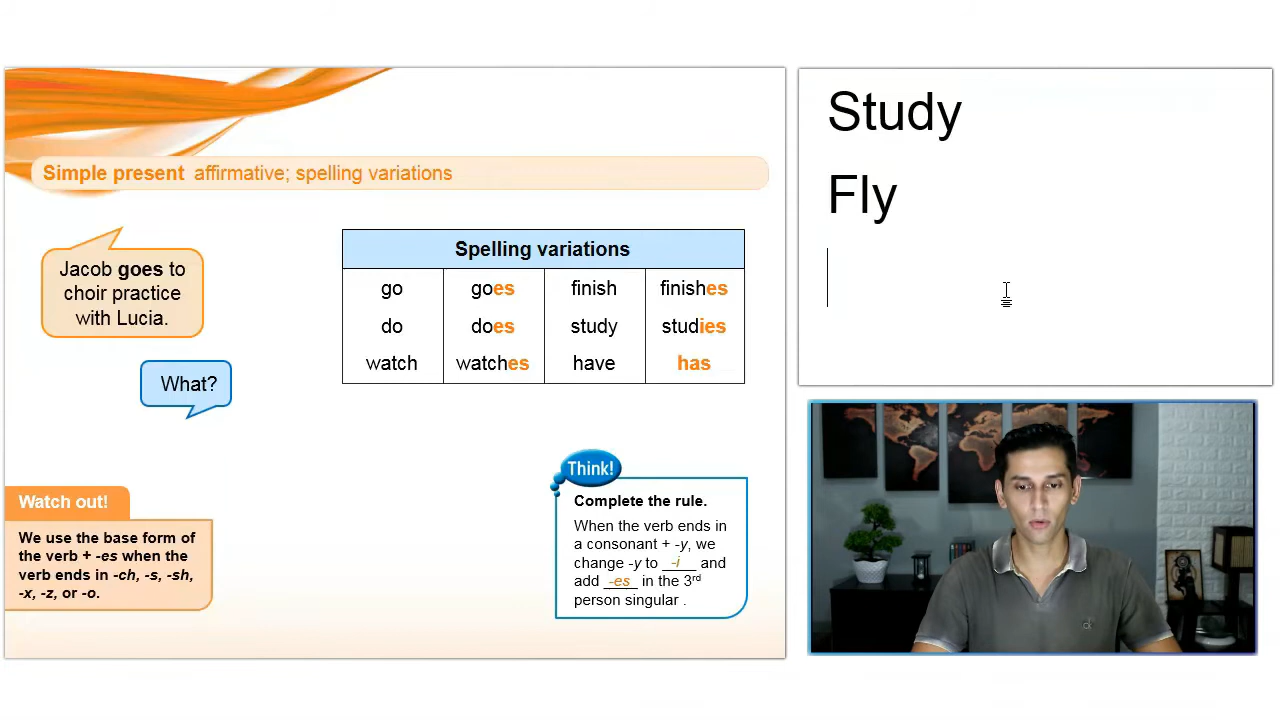 Simple present affirmative; spelling variations
Jacob goes to
choir practice
with Lucia.
What?
Spelling variations
go goes finish finishes
do does study studies
watch watches have has
Watch out!
We use the base form of
the verb + -es when the
verb ends in -ch, -s, -sh,
-x, -z, or -o.
Think!
Complete the rule.
When the verb ends in
a consonant + -y, we
change -y to __-i__ and
add _-es_ in the 3rd
person singular .
Study
Fly